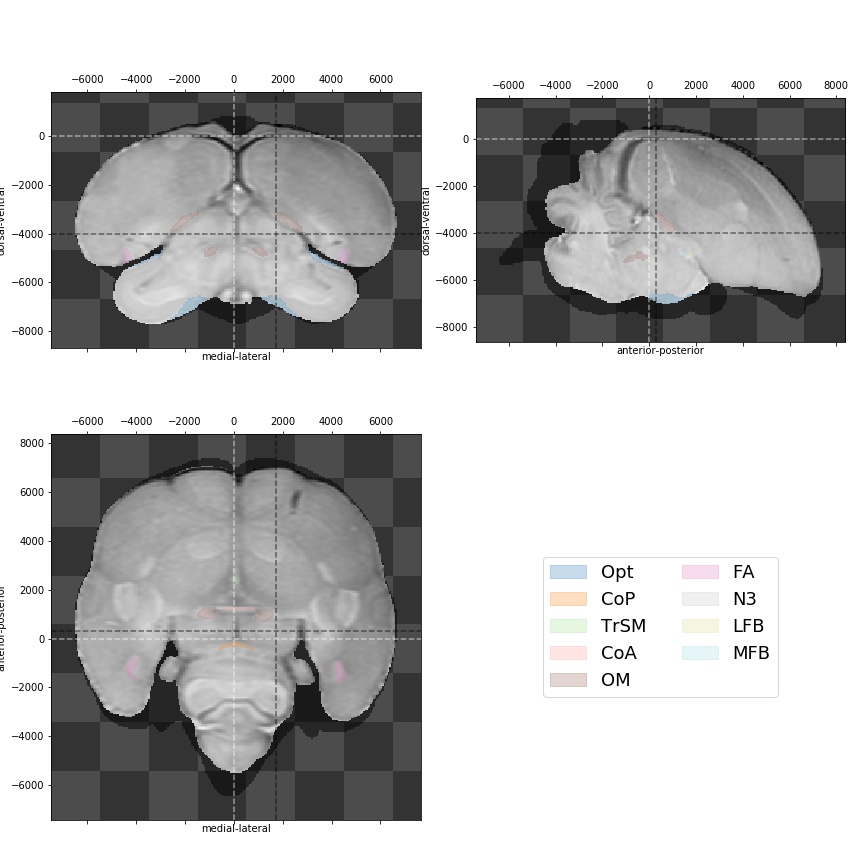 −6000 −4000 −2000 0 2000 4000 6000
0
−2000
−4000
−6000
−8000
dorsal-ventral
medial-lateral
−6000 −4000 −2000 0 2000 4000 6000 8000
0
−2000
−4000
−6000
−8000
dorsal-ventral
anterior-posterior
−6000 −4000 −2000 0 2000 4000 6000
8000
6000
4000
2000
0
−2000
−4000
−6000
anterior-posterior
medial-lateral
Opt FA
CoP N3
TrSM LFB
CoA MFB
OM